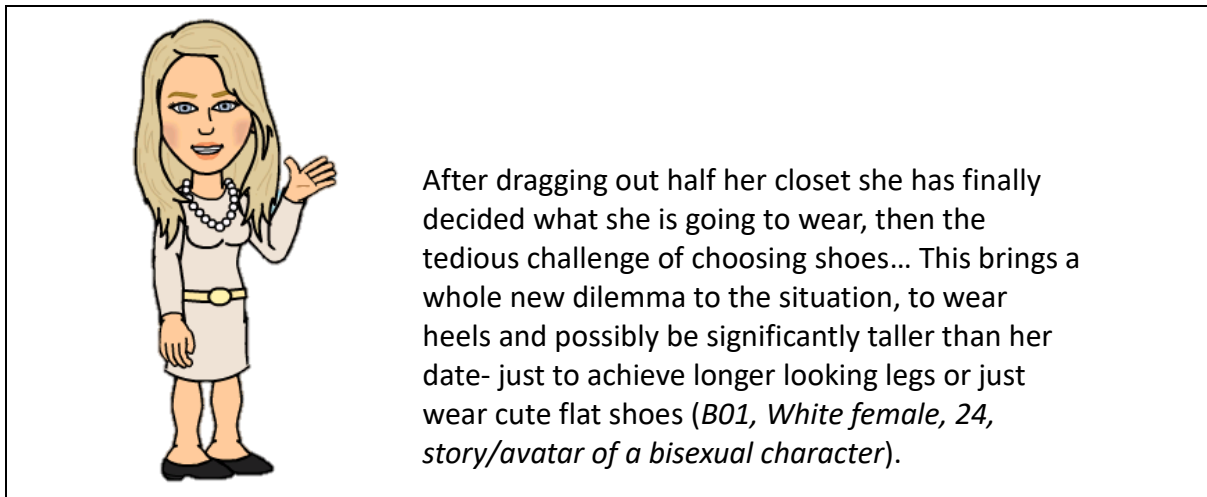 After dragging out half her closet she has finally
decided what she is going to wear, then the
tedious challenge of choosing shoes… This brings a
whole new dilemma to the situation, to wear
heels and possibly be significantly taller than her
date- just to achieve longer looking legs or just
wear cute flat shoes (B01, White female, 24,
story/avatar of a bisexual character).